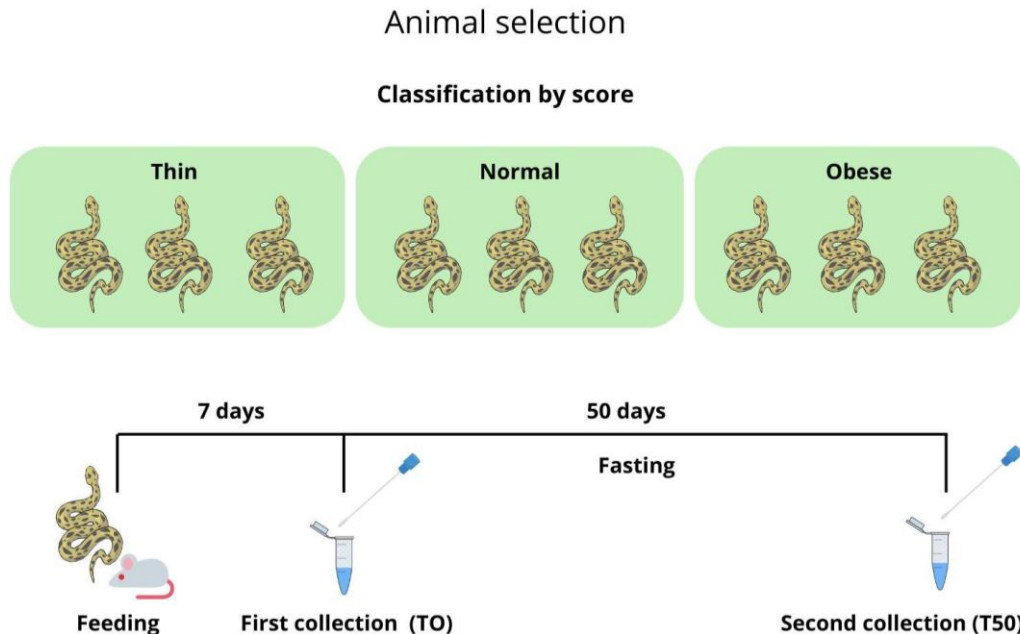 Animal selection
Classification by score
Thin
Normal
Obese
7 days
50 days
Fasting
Feeding
First collection (TO)
Second collection (T50)